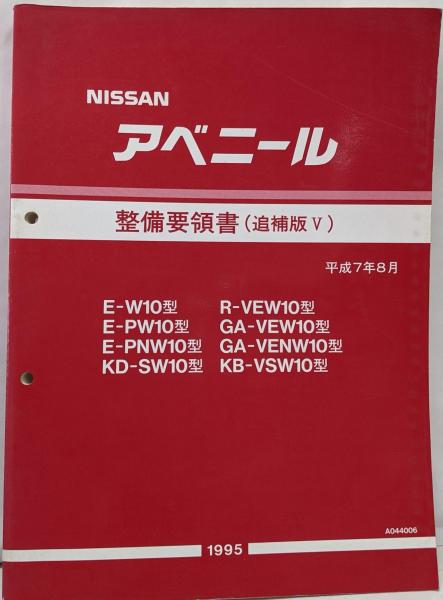 NISSAN
アベニール
整備要領書(追補版Ⅴ)
平成7年8月
E-W10型 R-VEW10型
E-PW10型 GA-VEW10型
E-PNW10型 GA-VENW10型
KD-SW10型 KB-VSW10型
A044006
1995